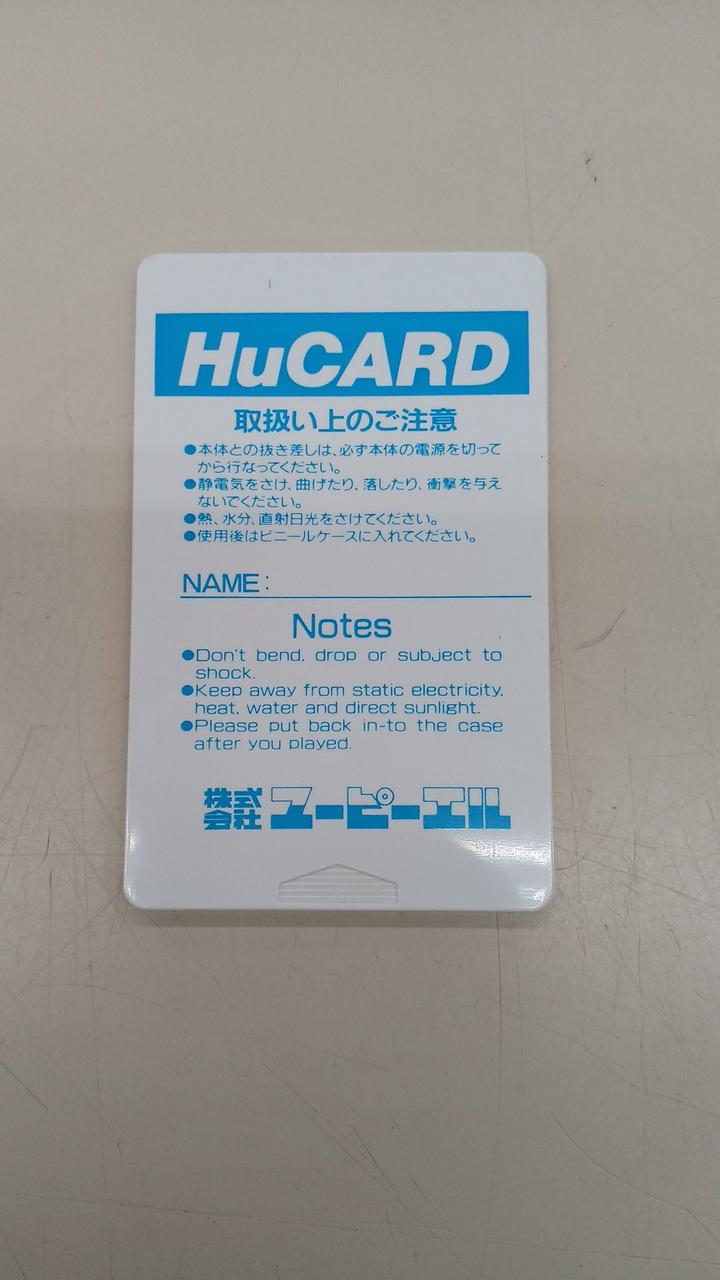 HuCARD
取扱い上のご注意
●本体との抜き差しは、必ず本体の電源を切って
から行なってください。
●静電気をさけ、曲げたり、落したり、衝撃を与え
ないでください。
●熱、水分、直射日光をさけてください。
●使用後はビニールケースに入れてください。
NAME:
Notes
●Don't bend, drop or subject to
shock.
●Keep away from static electricity,
heat, water and direct sunlight.
●Please put back in-to the case
after you played.
株式会社 ユーピーエル